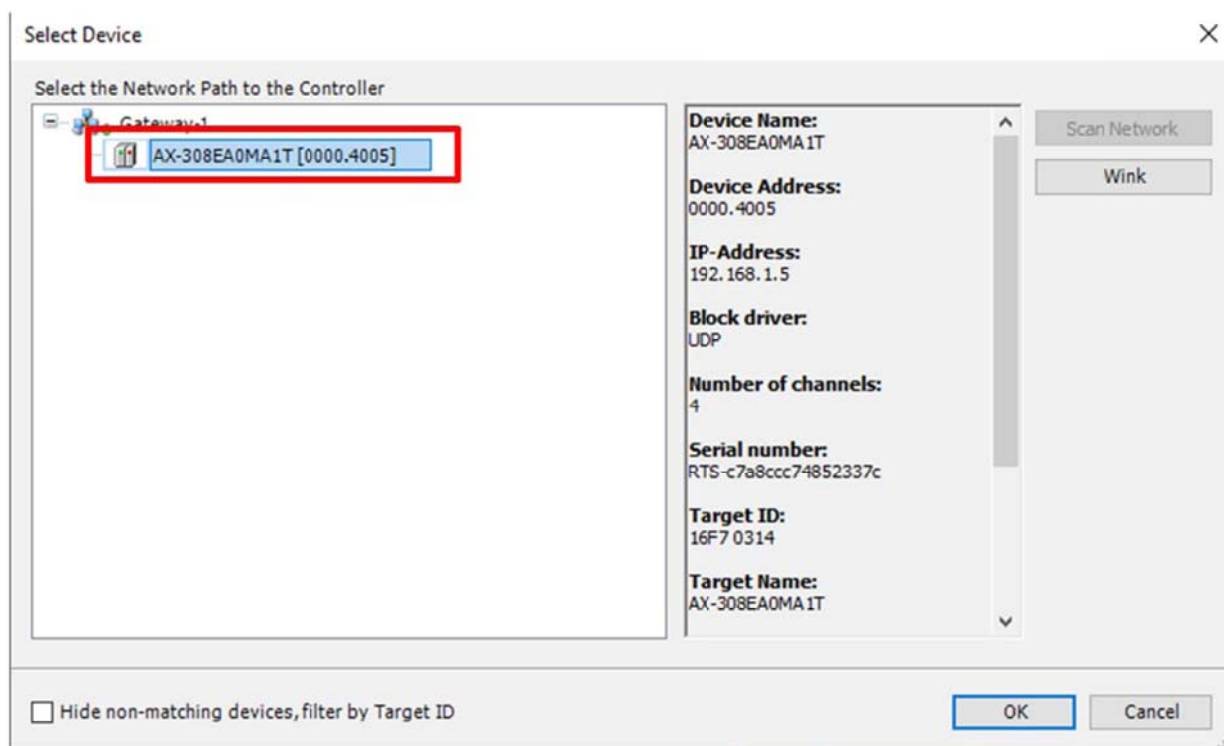 Select Device
Select the Network Path to the Controller
Gateway-1
AX-308EA0MA1T [0000.4005]
Device Name:
AX-308EA0MA1T
Device Address:
0000.4005
IP-Address:
192.168.1.5
Block driver:
UDP
Number of channels:
4
Serial number:
RTS-c7a8ccc74852337c
Target ID:
16F7 0314
Target Name:
AX-308EA0MA1T
Scan Network
Wink
Hide non-matching devices, filter by Target ID
OK
Cancel